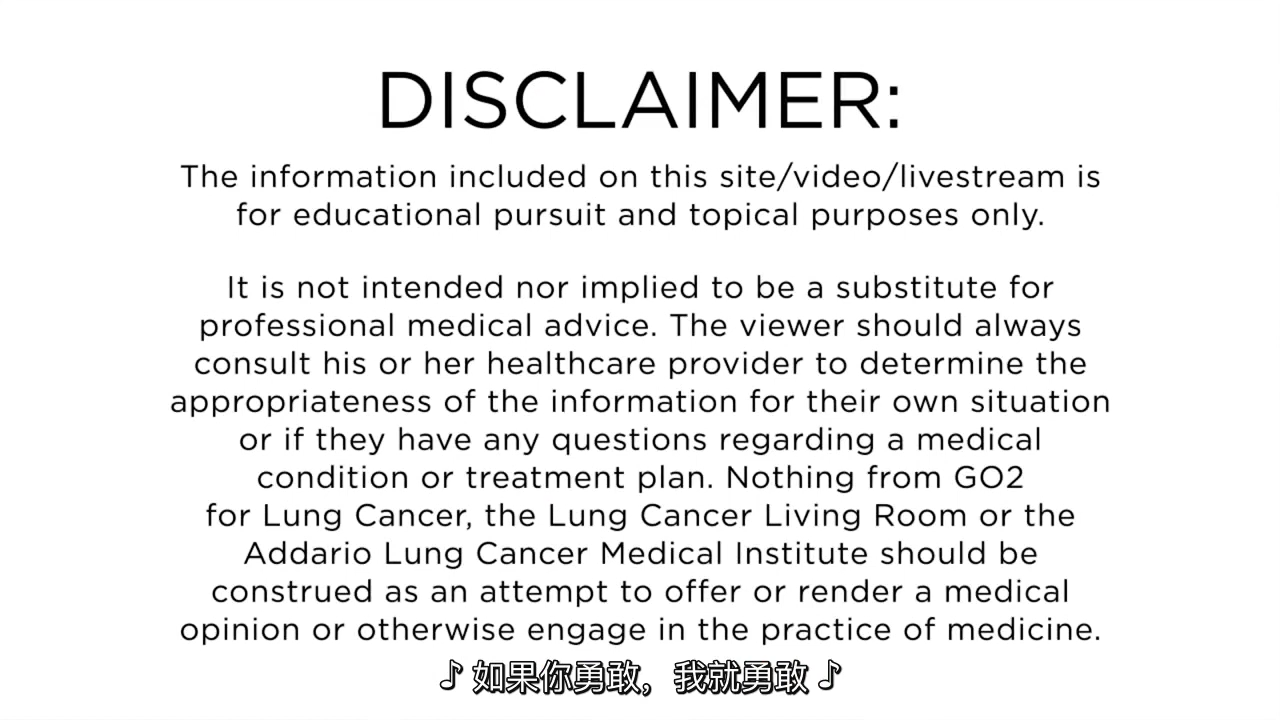 DISCLAIMER:
The information included on this site/video/livestream is
for educational pursuit and topical purposes only.
It is not intended nor implied to be a substitute for
professional medical advice. The viewer should always
consult his or her healthcare provider to determine the
appropriateness of the information for their own situation
or if they have any questions regarding a medical
condition or treatment plan. Nothing from GO2
for Lung Cancer, the Lung Cancer Living Room or the
Addario Lung Cancer Medical Institute should be
construed as an attempt to offer or render a medical
opinion or otherwise engage in the practice of medicine.
♪ 如果你勇敢，我就勇敢 ♪